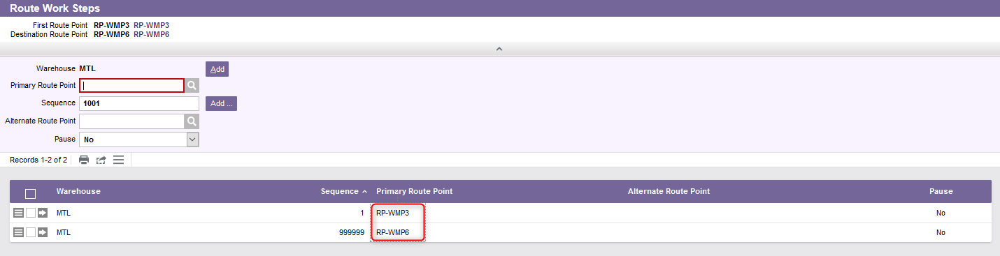 Route Work Steps
First Route Point RP-WMP3 RP-WMP3
Destination Route Point RP-WMP6 RP-WMP6
Warehouse MTL Add
Primary Route Point
Sequence 1001 Add ...
Alternate Route Point
Pause No
Records 1-2 of 2
Warehouse Sequence Primary Route Point Alternate Route Point Pause
MTL 1 RP-WMP3 No
MTL 999999 RP-WMP6 No